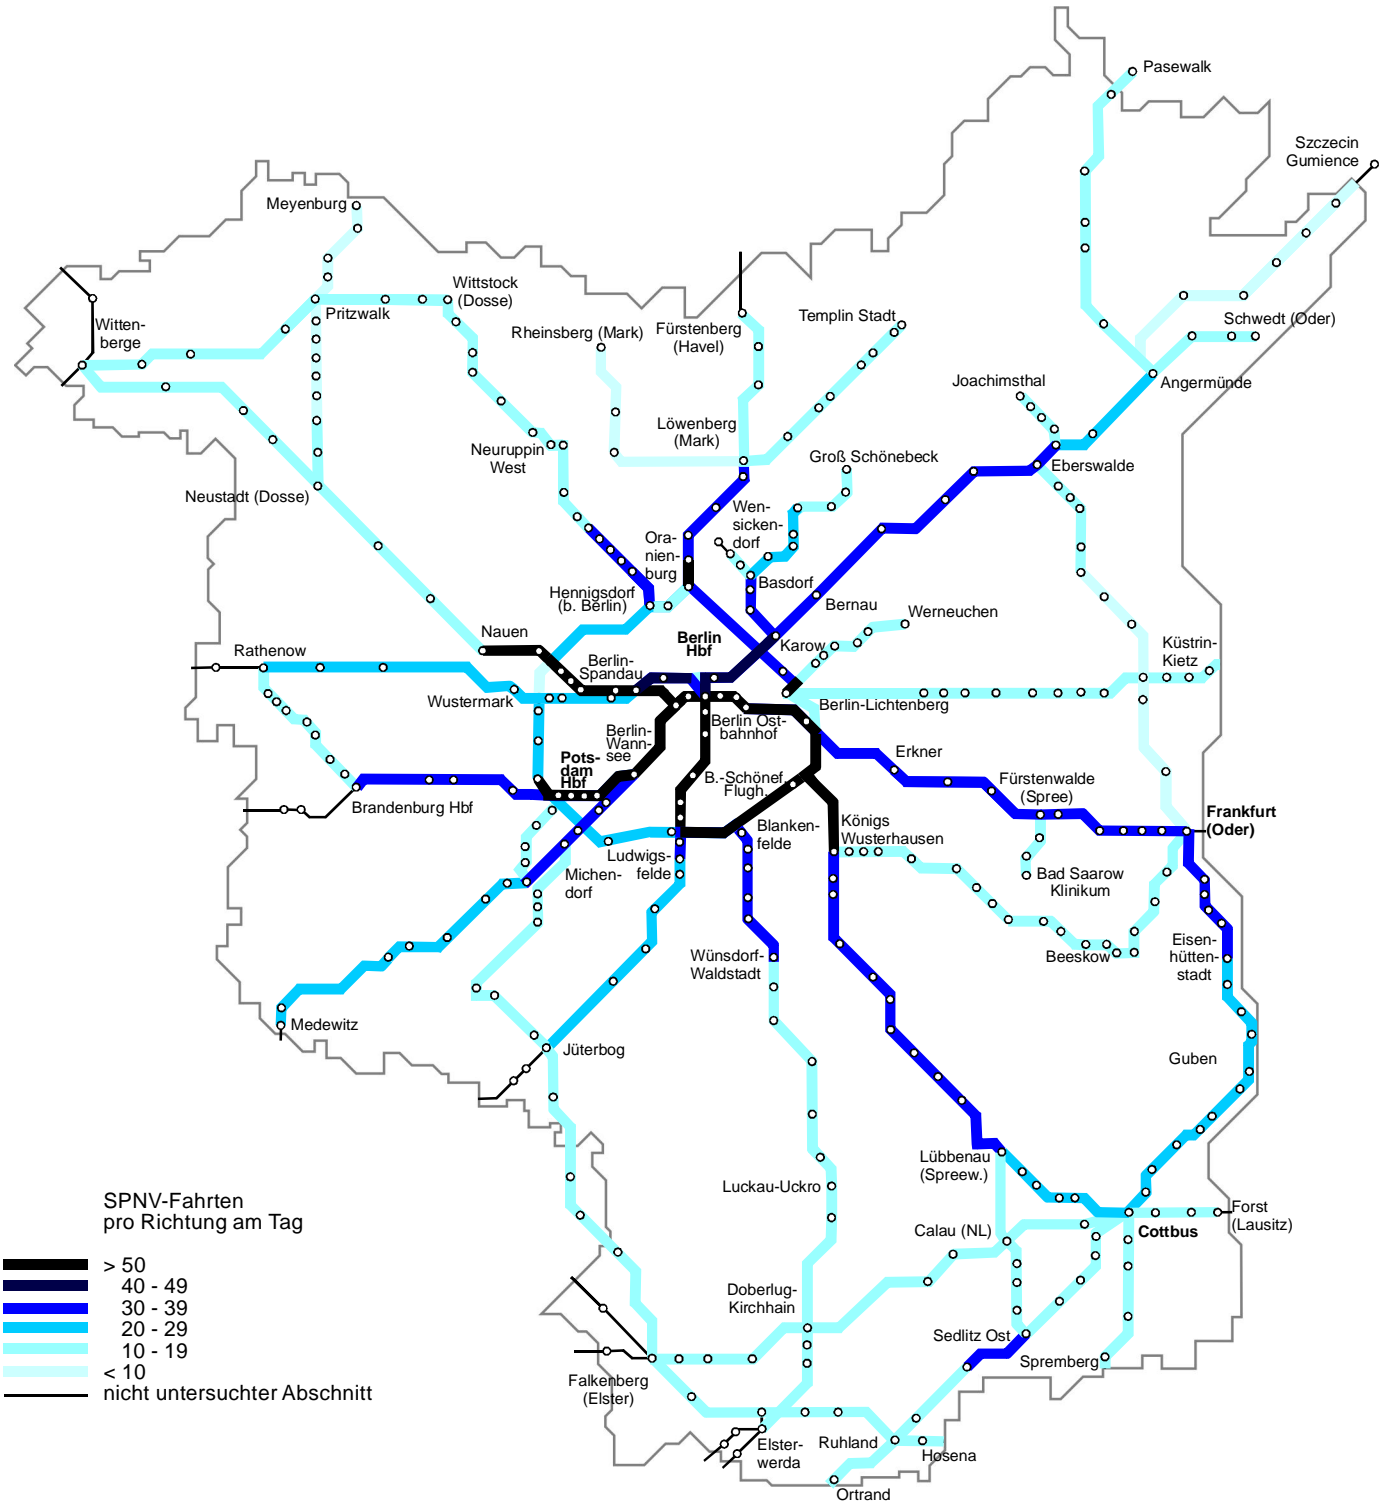 Pasewalk
Szczecin
Gumience
Meyenburg
Wittstock
(Dosse)
Pritzwalk
Witten-
berge
Rheinsberg (Mark)
Fürstenberg
(Havel)
Templin Stadt
Schwedt (Oder)
Joachimsthal
Angermünde
Löwenberg
(Mark)
Neuruppin
West
Groß Schönebeck
Eberswalde
Neustadt (Dosse)
Wen-
sicken-
dorf
Ora-
nien-
burg
Hennigsdorf
(b. Berlin)
Basdorf
Bernau
Werneuchen
Nauen
Berlin
Hbf
Karow
Küstrin-
Kietz
Rathenow
Berlin-
Spandau
Wustermark
Berlin-Lichtenberg
Berlin Ost-
bahnhof
Berlin-
Wann-
see
Erkner
Pots-
dam
Hbf
B.-Schönef.
Flugh.
Fürstenwalde
(Spree)
Brandenburg Hbf
Frankfurt
(Oder)
Blanken-
felde
Königs
Wusterhausen
Ludwigs-
felde
Michen-
dorf
Bad Saarow
Klinikum
Wünsdorf-
Waldstadt
Beeskow
Eisen-
hütten-
stadt
Medewitz
Jüterbog
Guben
Lübbenau
(Spreew.)
Luckau-Uckro
Forst
(Lausitz)
Calau (NL)
Cottbus
Doberlug-
Kirchhain
Sedlitz Ost
Spremberg
Falkenberg
(Elster)
Elster-
werda
Ruhland
Hosena
Ortrand
SPNV-Fahrten
pro Richtung am Tag
> 50
40 - 49
30 - 39
20 - 29
10 - 19
< 10
nicht untersuchter Abschnitt